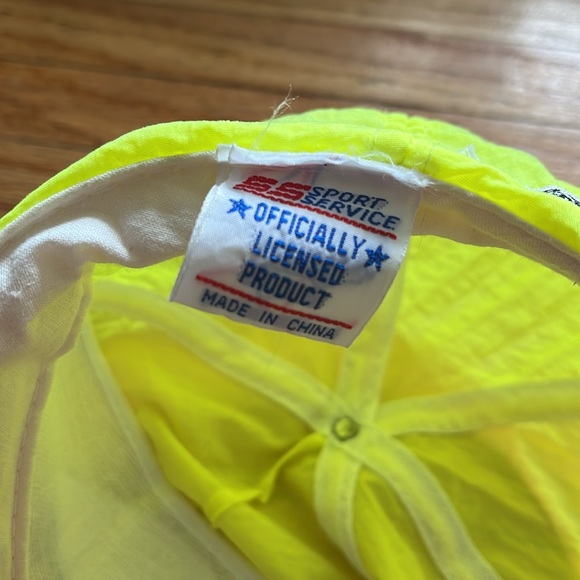 SS SPORT
SERVICE
★ OFFICIALLY
LICENSED ★
PRODUCT
MADE IN CHINA